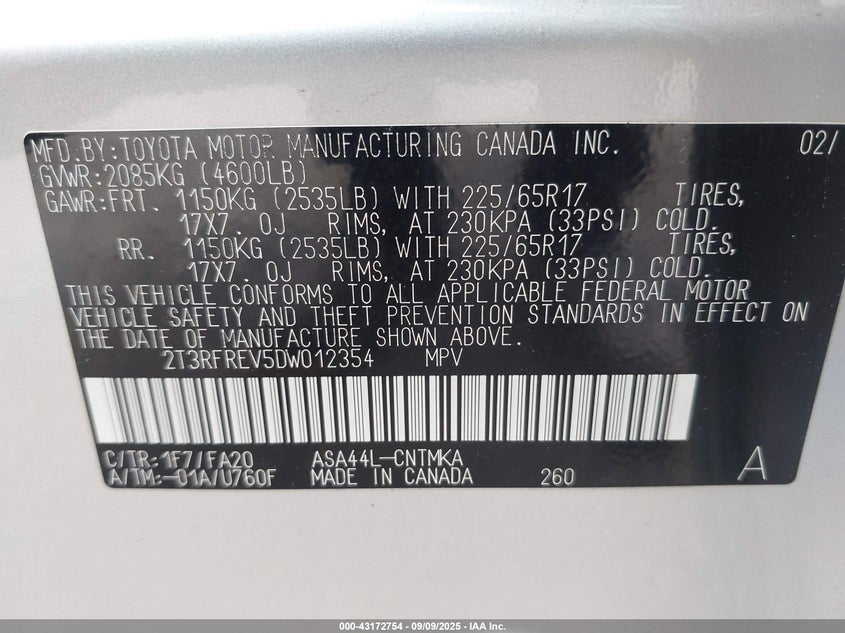 MFD.BY:TOYOTA MOTOR MANUFACTURING CANADA INC. 02/
GVWR:2085KG (4600LB)
GAWR:FRT. 1150KG (2535LB) WITH 225/65R17 TIRES,
17X7. 0J RIMS, AT 230KPA (33PSI) COLD.
RR. 1150KG (2535LB) WITH 225/65R17 TIRES,
17X7. 0J RIMS, AT 230KPA (33PSI) COLD.
THIS VEHICLE CONFORMS TO ALL APPLICABLE FEDERAL MOTOR
VEHICLE SAFETY AND THEFT PREVENTION STANDARDS IN EFFECT ON
THE DATE OF MANUFACTURE SHOWN ABOVE.
2T3RFREV5DW012354 MPV
C/TR:1F7/FA20 ASA44L-CNTMKA
A/TM:-01A/U760F MADE IN CANADA 260 A
000-43172754 - 09/09/2025 - IAA Inc.